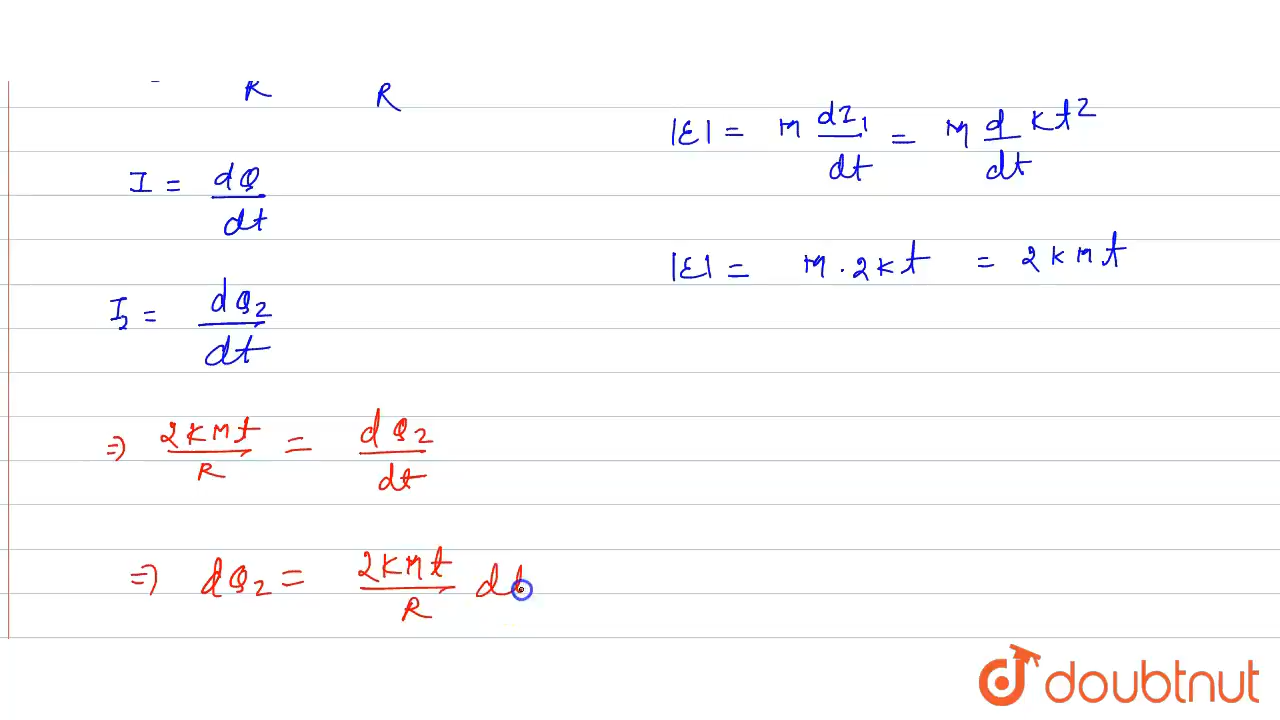 R R
|ε| = M dI₁/dt = M d/dt Kt²
I = dQ/dt
|ε| = M . 2Kt = 2KMt
I₂ = dQ₂/dt
⇒ 2KMt/R = dQ₂/dt
⇒ dQ₂ = 2KMt/R dt
doubtnut